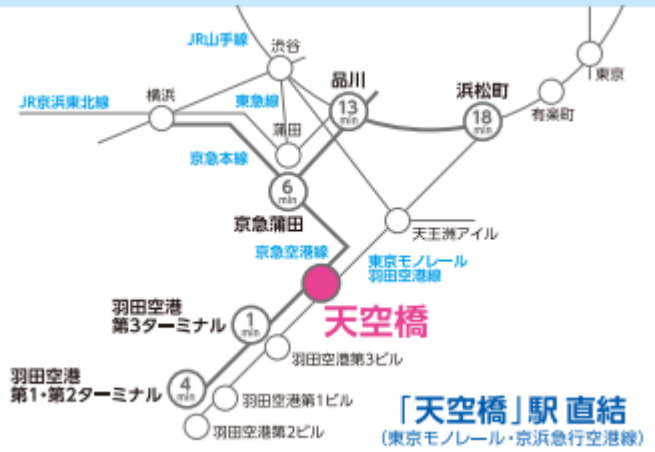 JR山手線
渋谷
品川
13
min
浜松町
18
min
東京
有楽町
JR京浜東北線
横浜
東急線
蒲田
京急本線
6
min
京急蒲田
天王洲アイル
京急空港線
東京モノレール
羽田空港線
天空橋
羽田空港
第3ターミナル
1
min
羽田空港第3ビル
羽田空港
第1・第2ターミナル
4
min
羽田空港第1ビル
羽田空港第2ビル
「天空橋」駅 直結
(東京モノレール・京浜急行空港線)